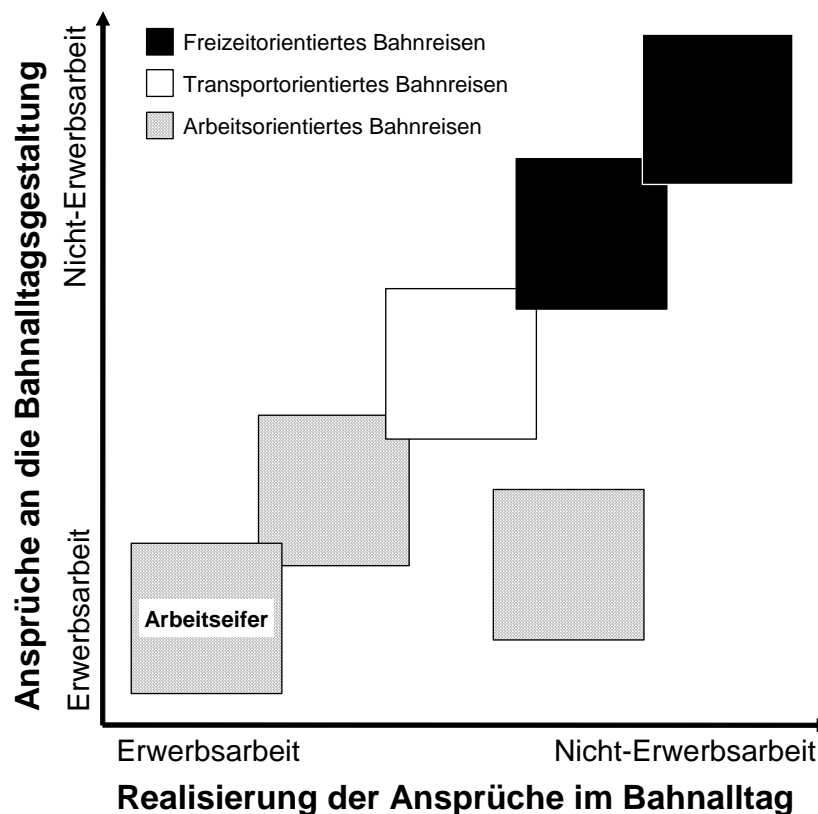 Freizeitorientiertes Bahnreisen
Transportorientiertes Bahnreisen
Arbeitsorientiertes Bahnreisen
Ansprüche an die Bahnalltagsgestaltung
Nicht-Erwerbsarbeit
Erwerbsarbeit
Arbeitseifer
Erwerbsarbeit Nicht-Erwerbsarbeit
Realisierung der Ansprüche im Bahnalltag